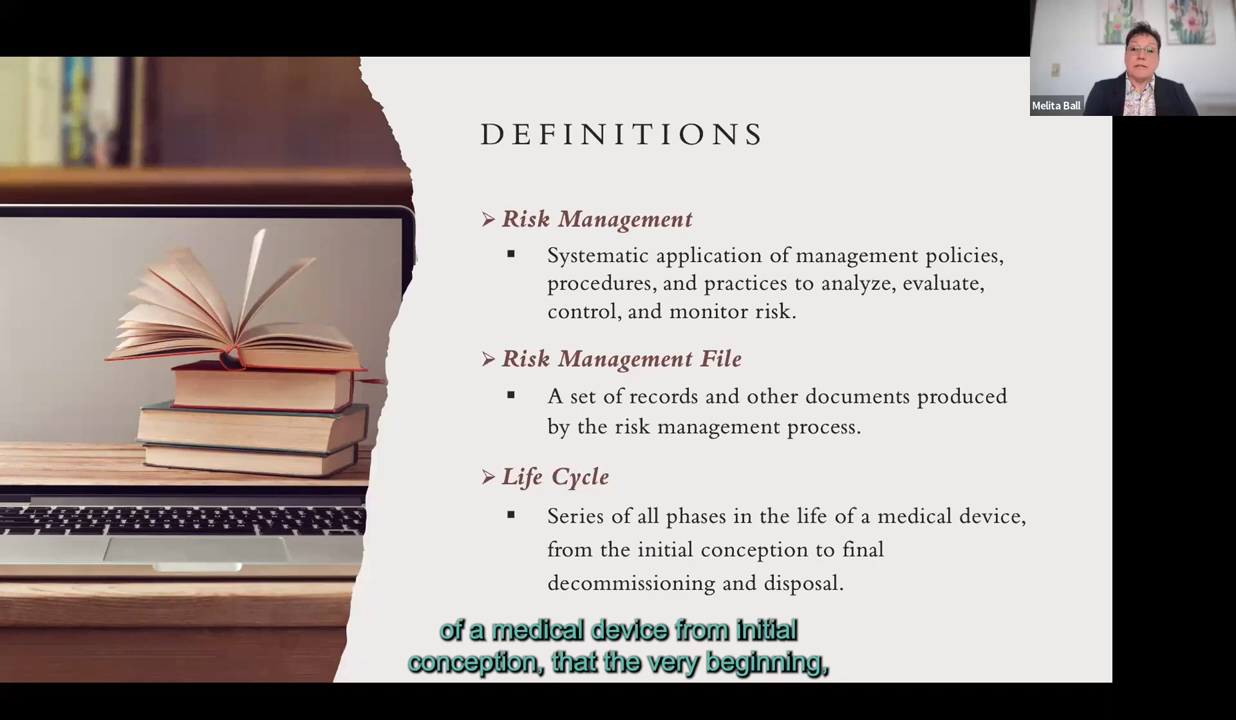 Melita Ball
DEFINITIONS
➢ Risk Management
▪ Systematic application of management policies,
procedures, and practices to analyze, evaluate,
control, and monitor risk.
➢ Risk Management File
▪ A set of records and other documents produced
by the risk management process.
➢ Life Cycle
▪ Series of all phases in the life of a medical device,
from the initial conception to final
decommissioning and disposal.
of a medical device from initial
conception, that the very beginning,